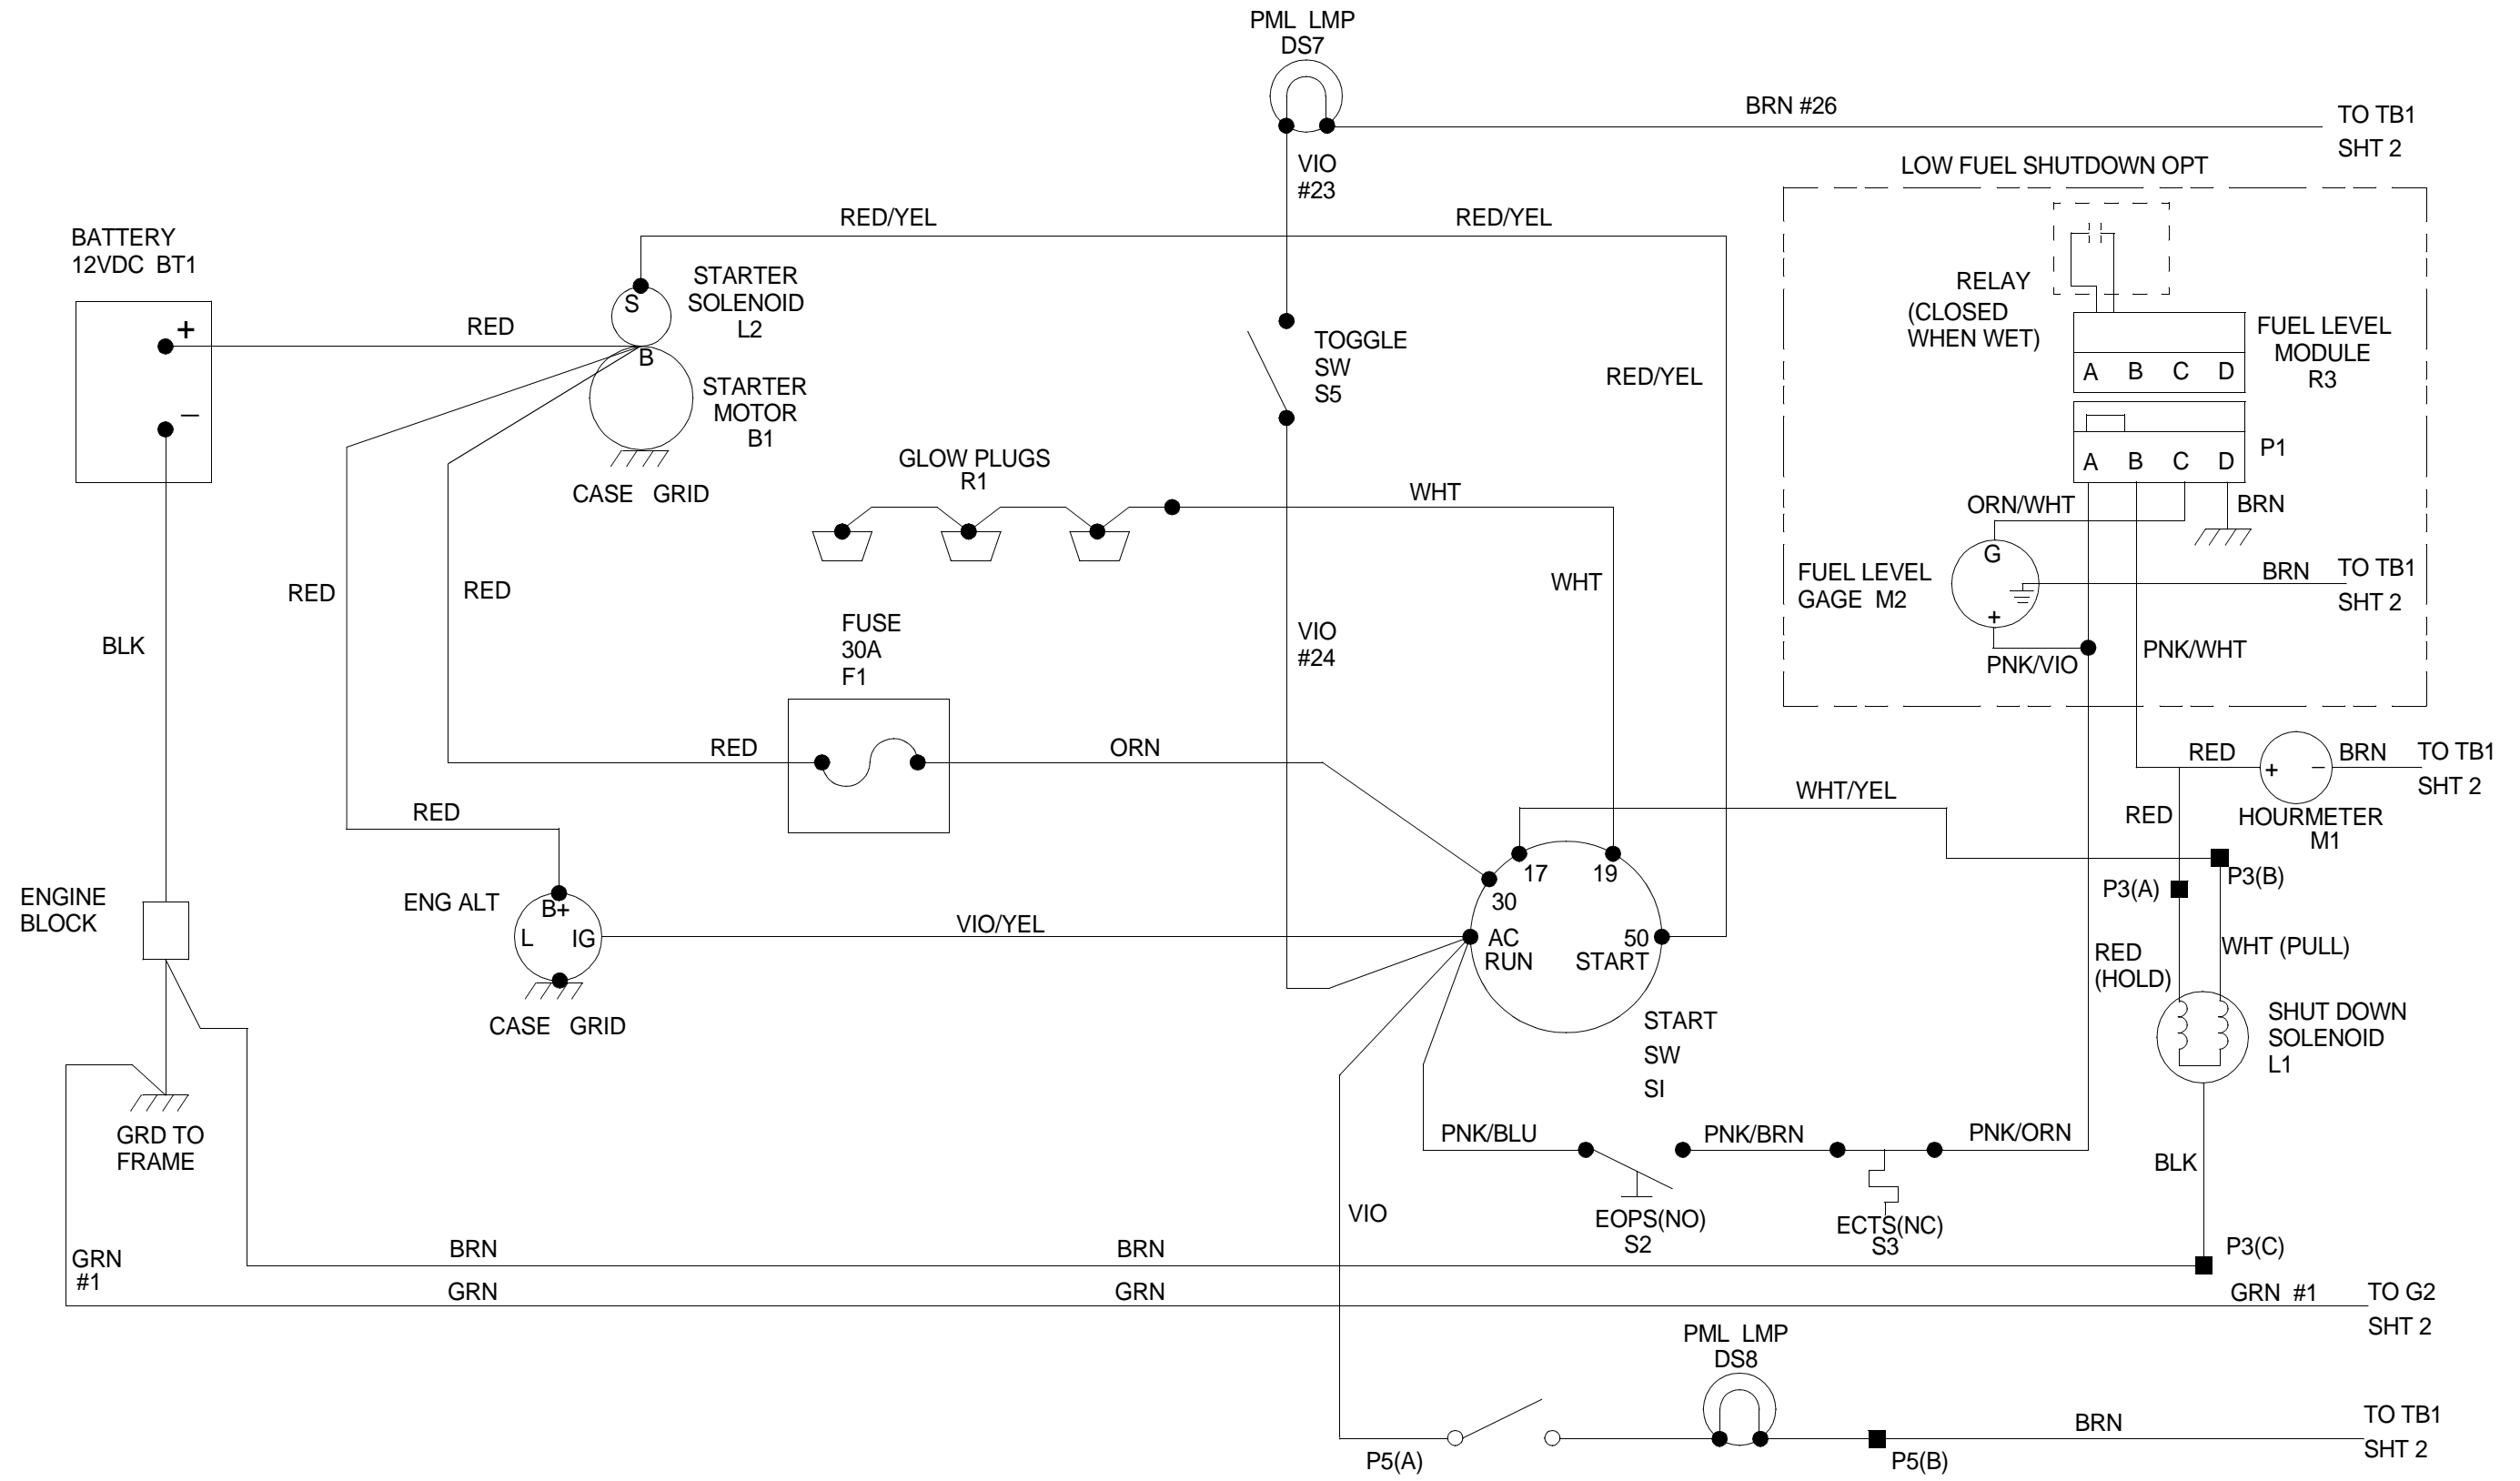 PML LMP
DS7
BRN #26
TO TB1
SHT 2
VIO
#23
LOW FUEL SHUTDOWN OPT
RED/YEL
RED/YEL
BATTERY
12VDC BT1
+
–
RED
S
STARTER
SOLENOID
L2
B
STARTER
MOTOR
B1
CASE GRID
TOGGLE
SW
S5
RED/YEL
RELAY
(CLOSED
WHEN WET)
FUEL LEVEL
MODULE
R3
A B C D
P1
A B C D
GLOW PLUGS
R1
WHT
ORN/WHT
BRN
G
+
FUEL LEVEL
GAGE M2
BRN
TO TB1
SHT 2
PNK/VIO
PNK/WHT
RED
RED
WHT
BLK
FUSE
30A
F1
VIO
#24
RED
ORN
RED
+ –
BRN
TO TB1
SHT 2
WHT/YEL
RED
HOURMETER
M1
RED
ENG ALT
B+
L IG
CASE GRID
VIO/YEL
17
19
30
AC
RUN
50
START
START
SW
SI
P3(A)
P3(B)
RED
(HOLD)
WHT (PULL)
SHUT DOWN
SOLENOID
L1
ENGINE
BLOCK
GRD TO
FRAME
PNK/BLU
PNK/BRN
PNK/ORN
EOPS(NO)
S2
ECTS(NC)
S3
BLK
VIO
GRN
#1
BRN
BRN
P3(C)
GRN
GRN
GRN #1
TO G2
SHT 2
PML LMP
DS8
P5(A)
P5(B)
BRN
TO TB1
SHT 2